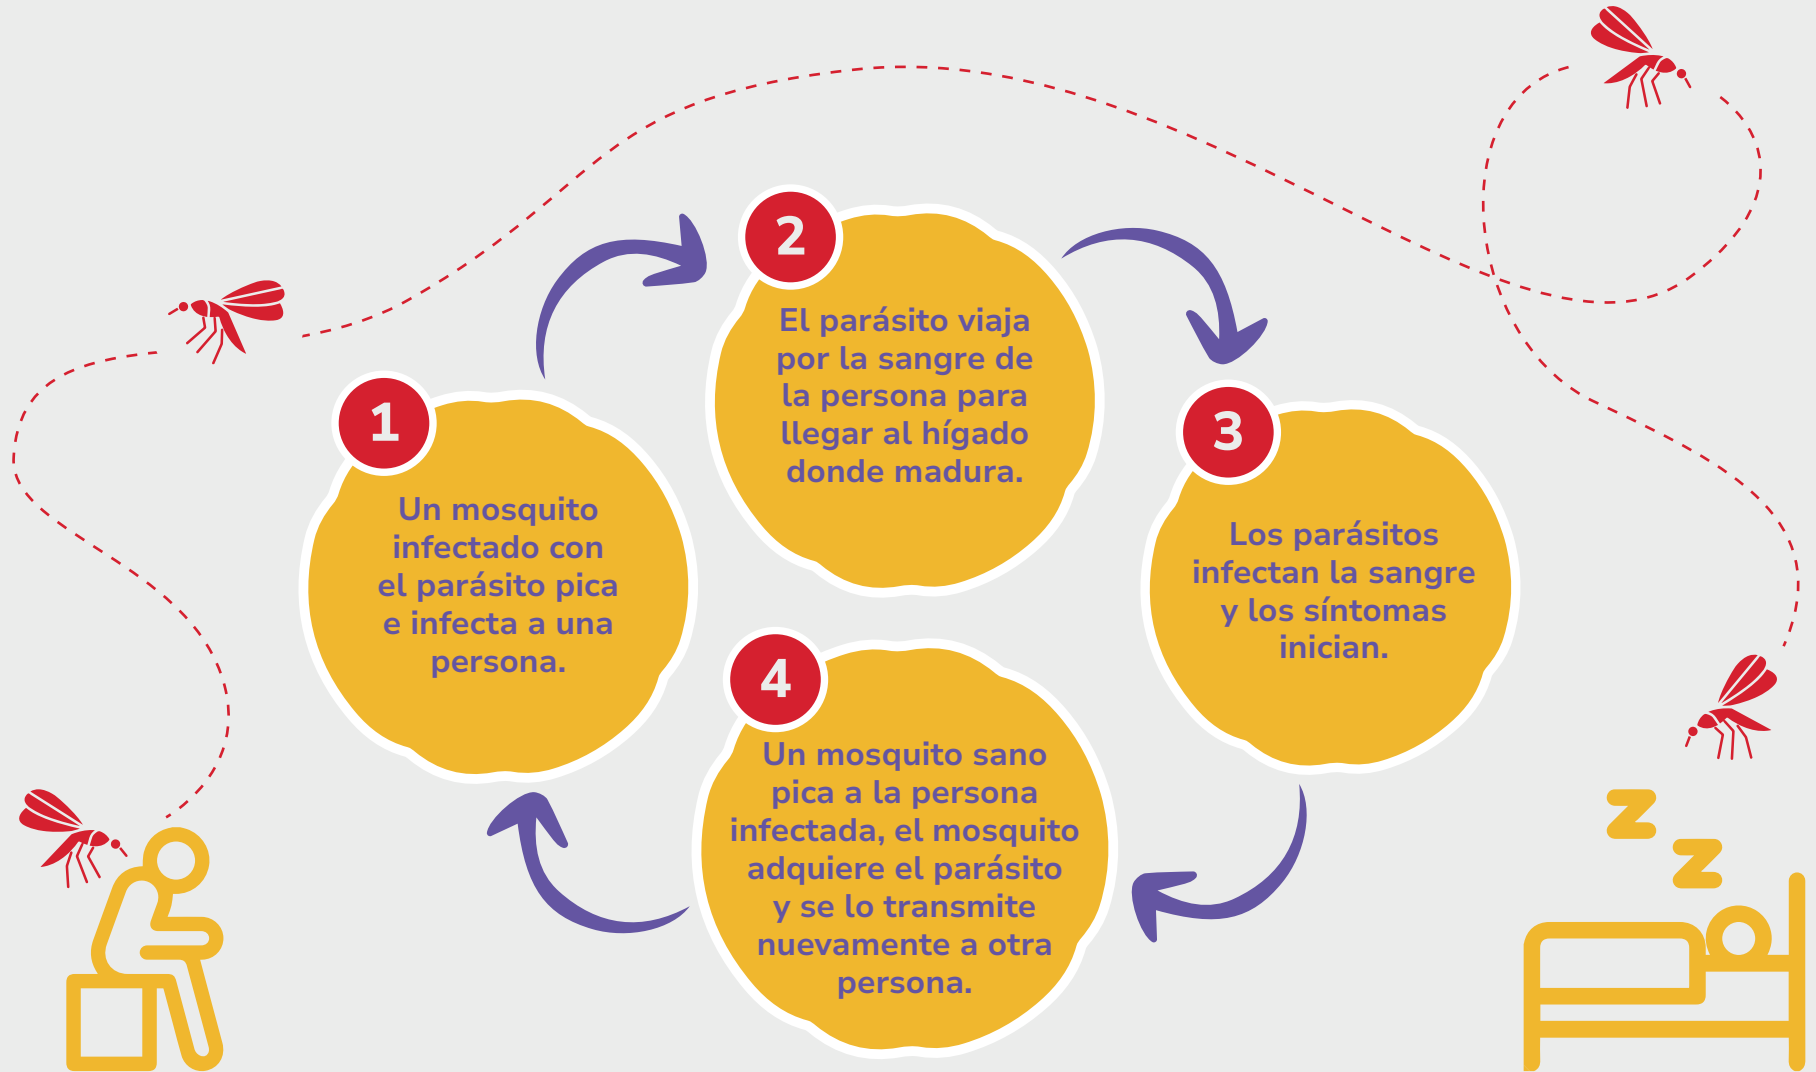 1
Un mosquito
infectado con
el parásito pica
e infecta a una
persona.
2
El parásito viaja
por la sangre de
la persona para
llegar al hígado
donde madura.
3
Los parásitos
infectan la sangre
y los síntomas
inician.
4
Un mosquito sano
pica a la persona
infectada, el mosquito
adquiere el parásito
y se lo transmite
nuevamente a otra
persona.
z
z